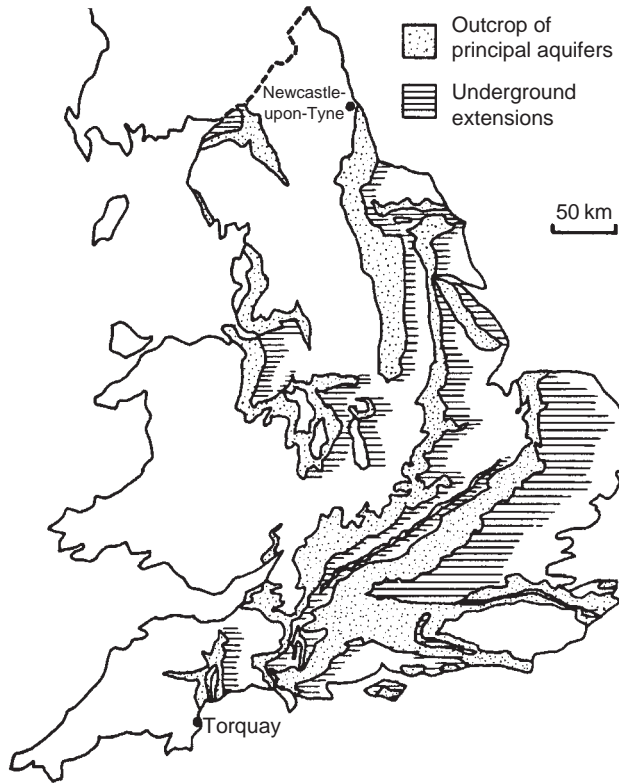 Outcrop of
principal aquifers
Newcastle-
upon-Tyne
Underground
extensions
50 km
Torquay